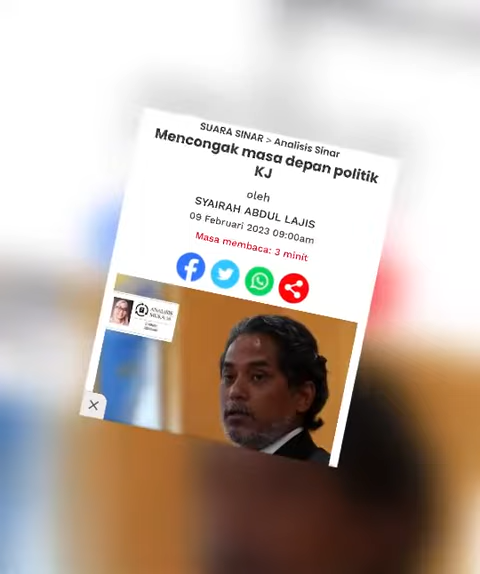 SUARA SINAR > Analisis Sinar
Mencongak masa depan politik
KJ
oleh
SYAIRAH ABDUL LAJIS
09 Februari 2023 09:00am
Masa membaca: 3 minit
ANALISIS